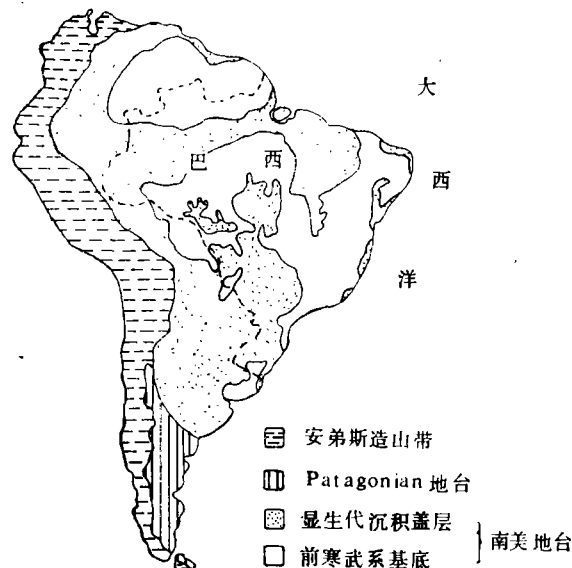 大
西
洋
巴 西
安弟斯造山带
Patagonian 地台
显生代沉积盖层
前寒武系基底
南美地台